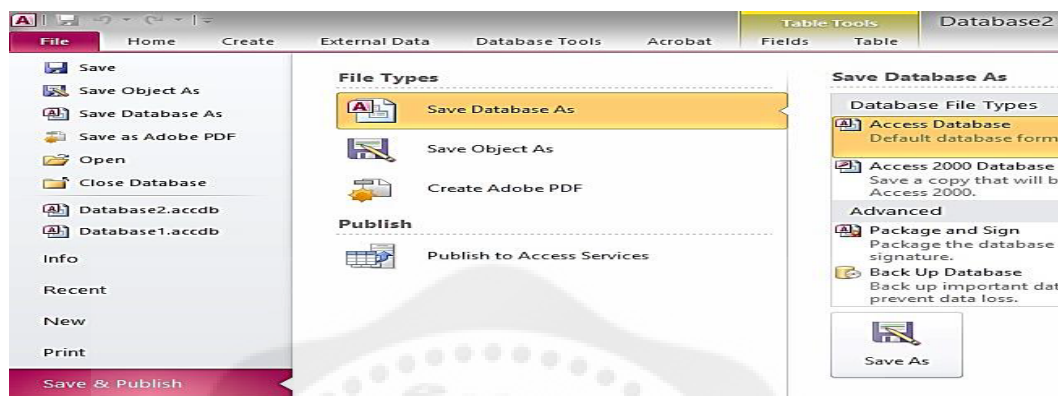 Table Tools Database2
File Home Create External Data Database Tools Acrobat Fields Table
Save
Save Object As
Save Database As
Save as Adobe PDF
Open
Close Database
Database2.accdb
Database1.accdb
Info
Recent
New
Print
Save & Publish
File Types
Save Database As
Save Object As
Create Adobe PDF
Publish
Publish to Access Services
Save Database As
Database File Types
Access Database
Default database form
Access 2000 Database
Save a copy that will b
Access 2000.
Advanced
Package and Sign
Package the database
signature.
Back Up Database
Back up important dat
prevent data loss.
Save As